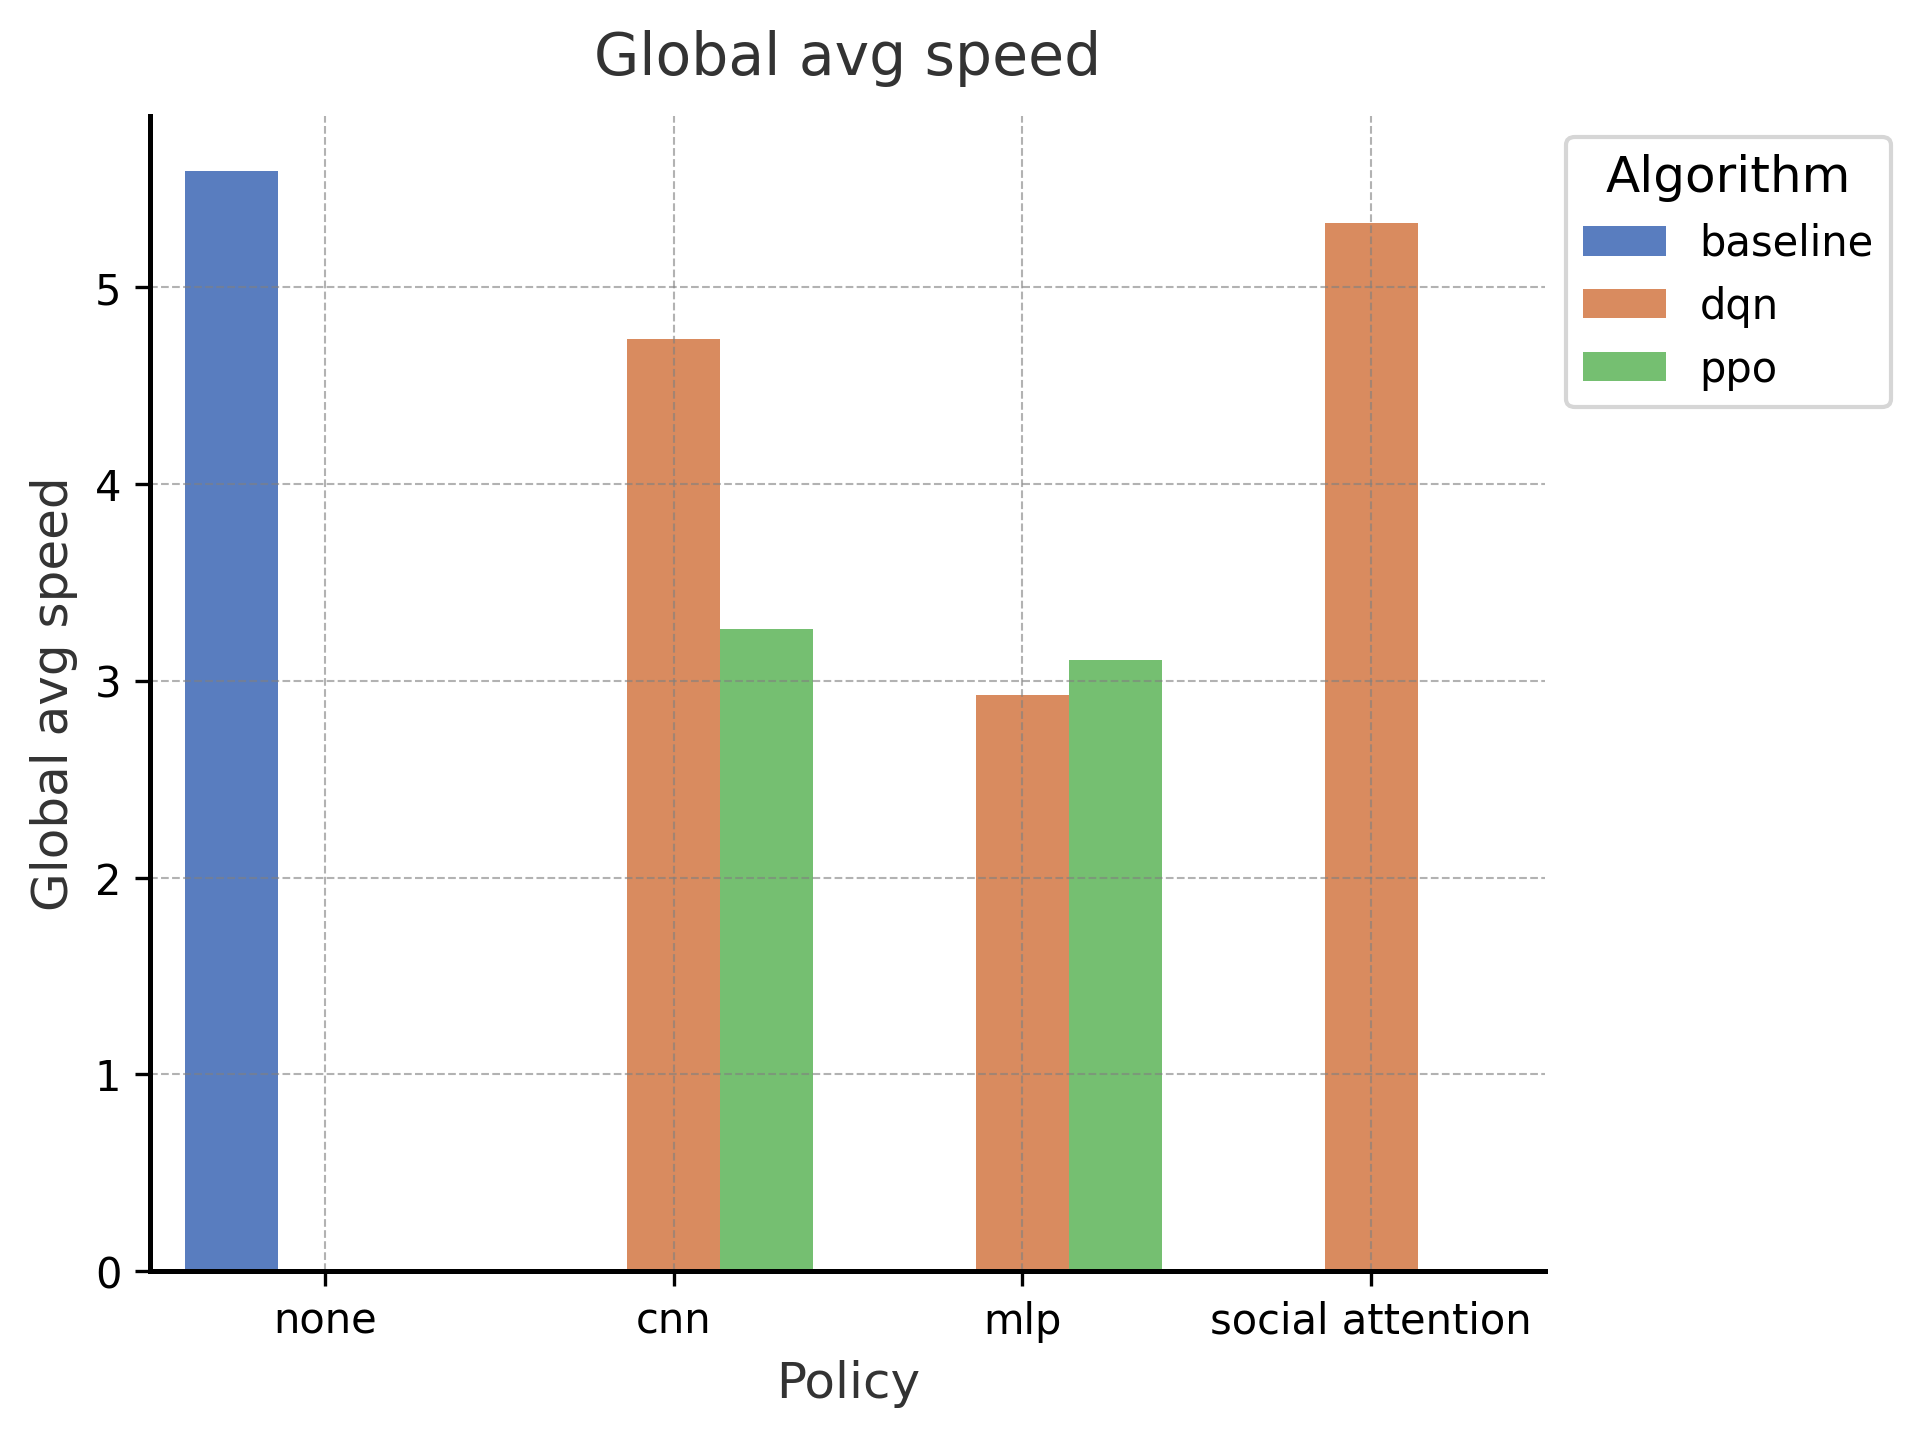 Global avg speed
Global avg speed
5
4
3
2
1
0
none
cnn
mlp
social attention
Policy
Algorithm
baseline
dqn
ppo